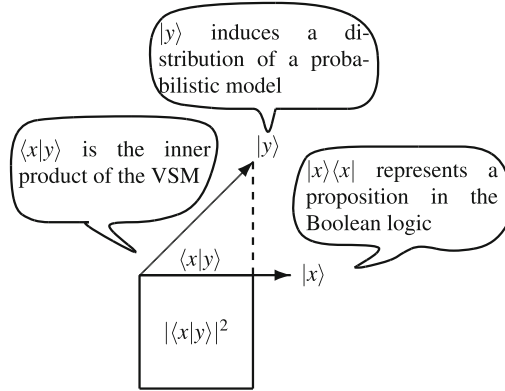 |y⟩ induces a di-
stribution of a proba-
bilistic model
⟨x|y⟩ is the inner
product of the VSM
|y⟩
|x⟩⟨x| represents a
proposition in the
Boolean logic
⟨x|y⟩
|x⟩
|⟨x|y⟩|²